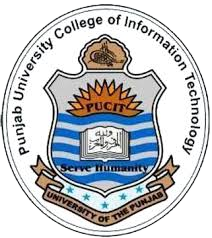 Punjab University College of Information Technology
PUCIT
Serve Humanity
UNIVERSITY OF THE PUNJAB